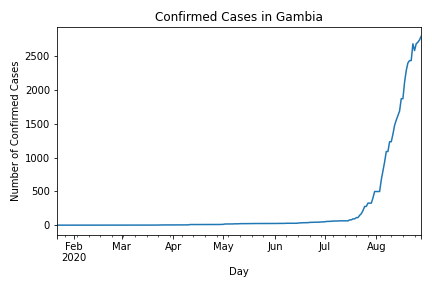 Confirmed Cases in Gambia
Number of Confirmed Cases
2500
2000
1500
1000
500
0
Feb Mar Apr May Jun Jul Aug
2020
Day